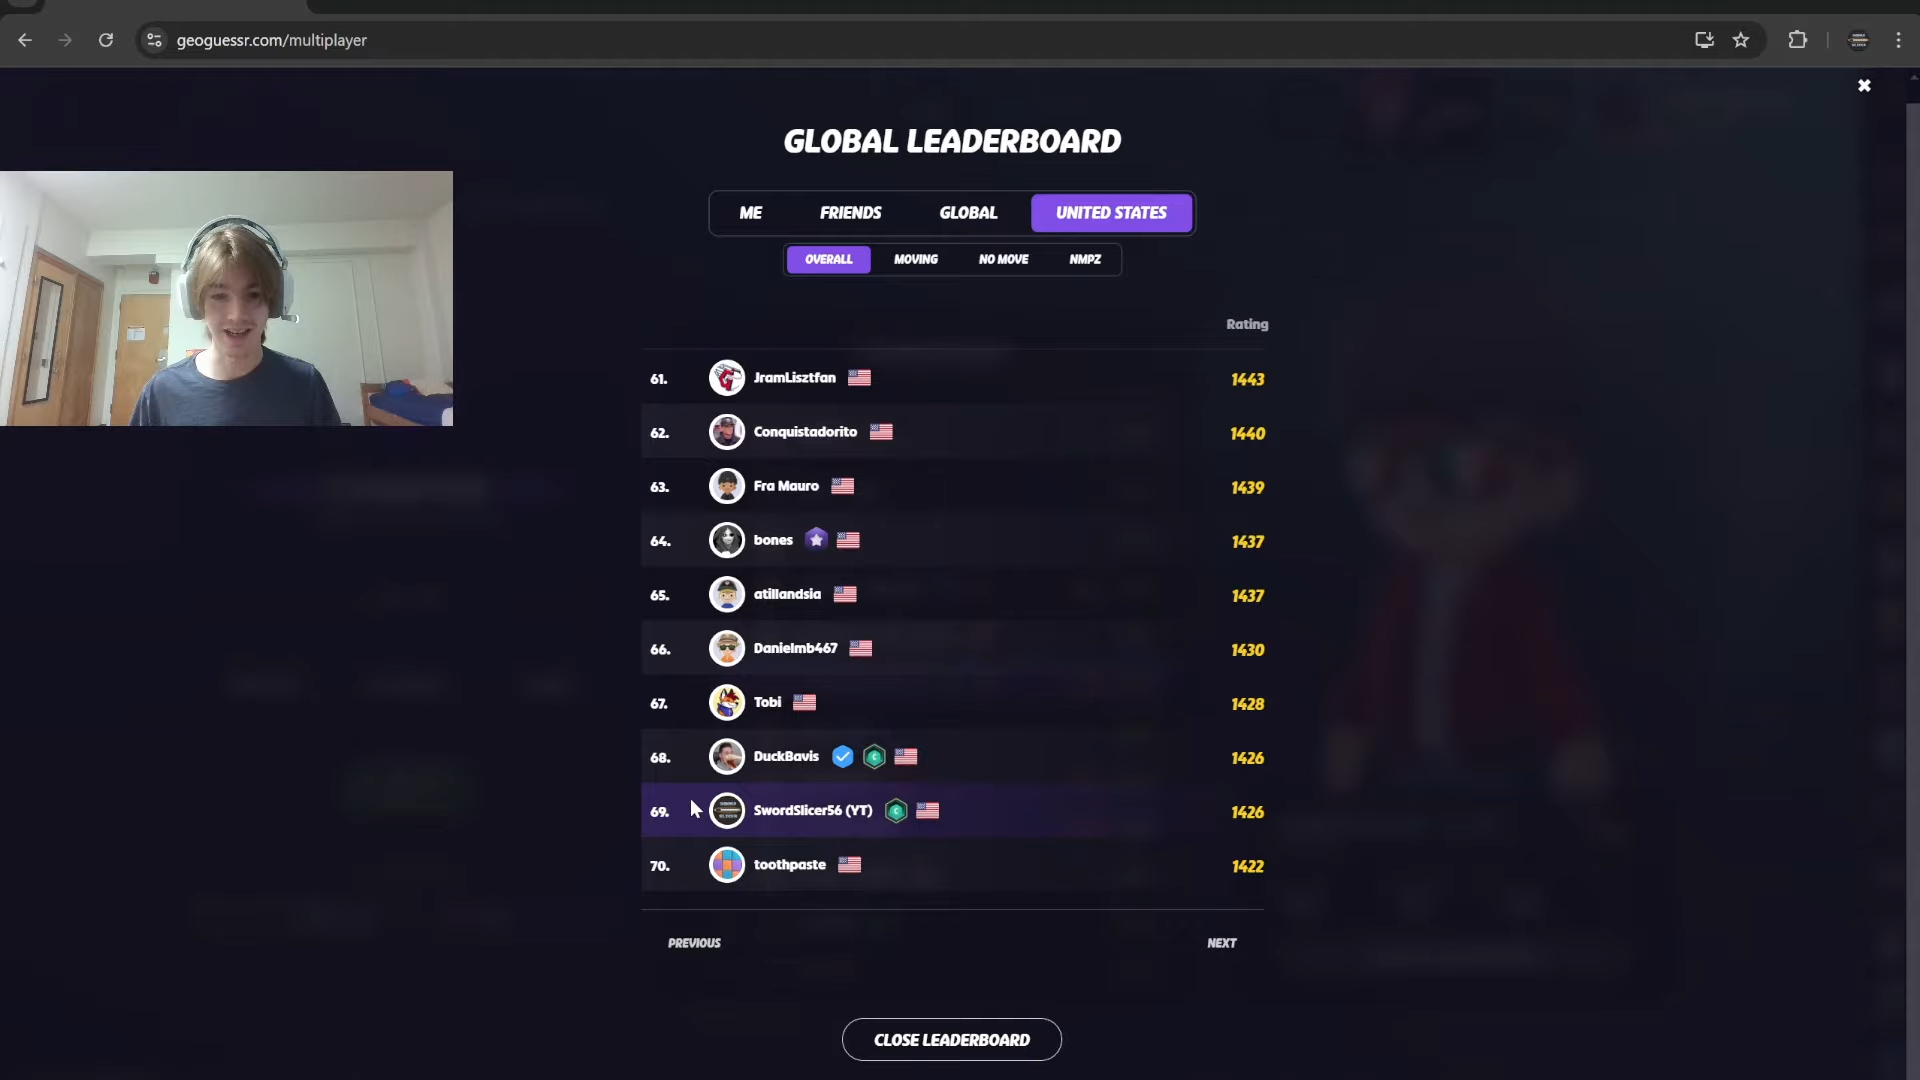 geoguessr.com/multiplayer
GLOBAL LEADERBOARD
ME FRIENDS GLOBAL UNITED STATES
OVERALL MOVING NO MOVE NMPZ
Rating
61. JramLisztfan 1443
62. Conquistadorito 1440
63. Fra Mauro 1439
64. bones 1437
65. atillandsia 1437
66. Danielmb467 1430
67. Tobi 1428
68. DuckBavis 1426
69. SwordSlicer56 (YT) 1426
70. toothpaste 1422
PREVIOUS NEXT
CLOSE LEADERBOARD